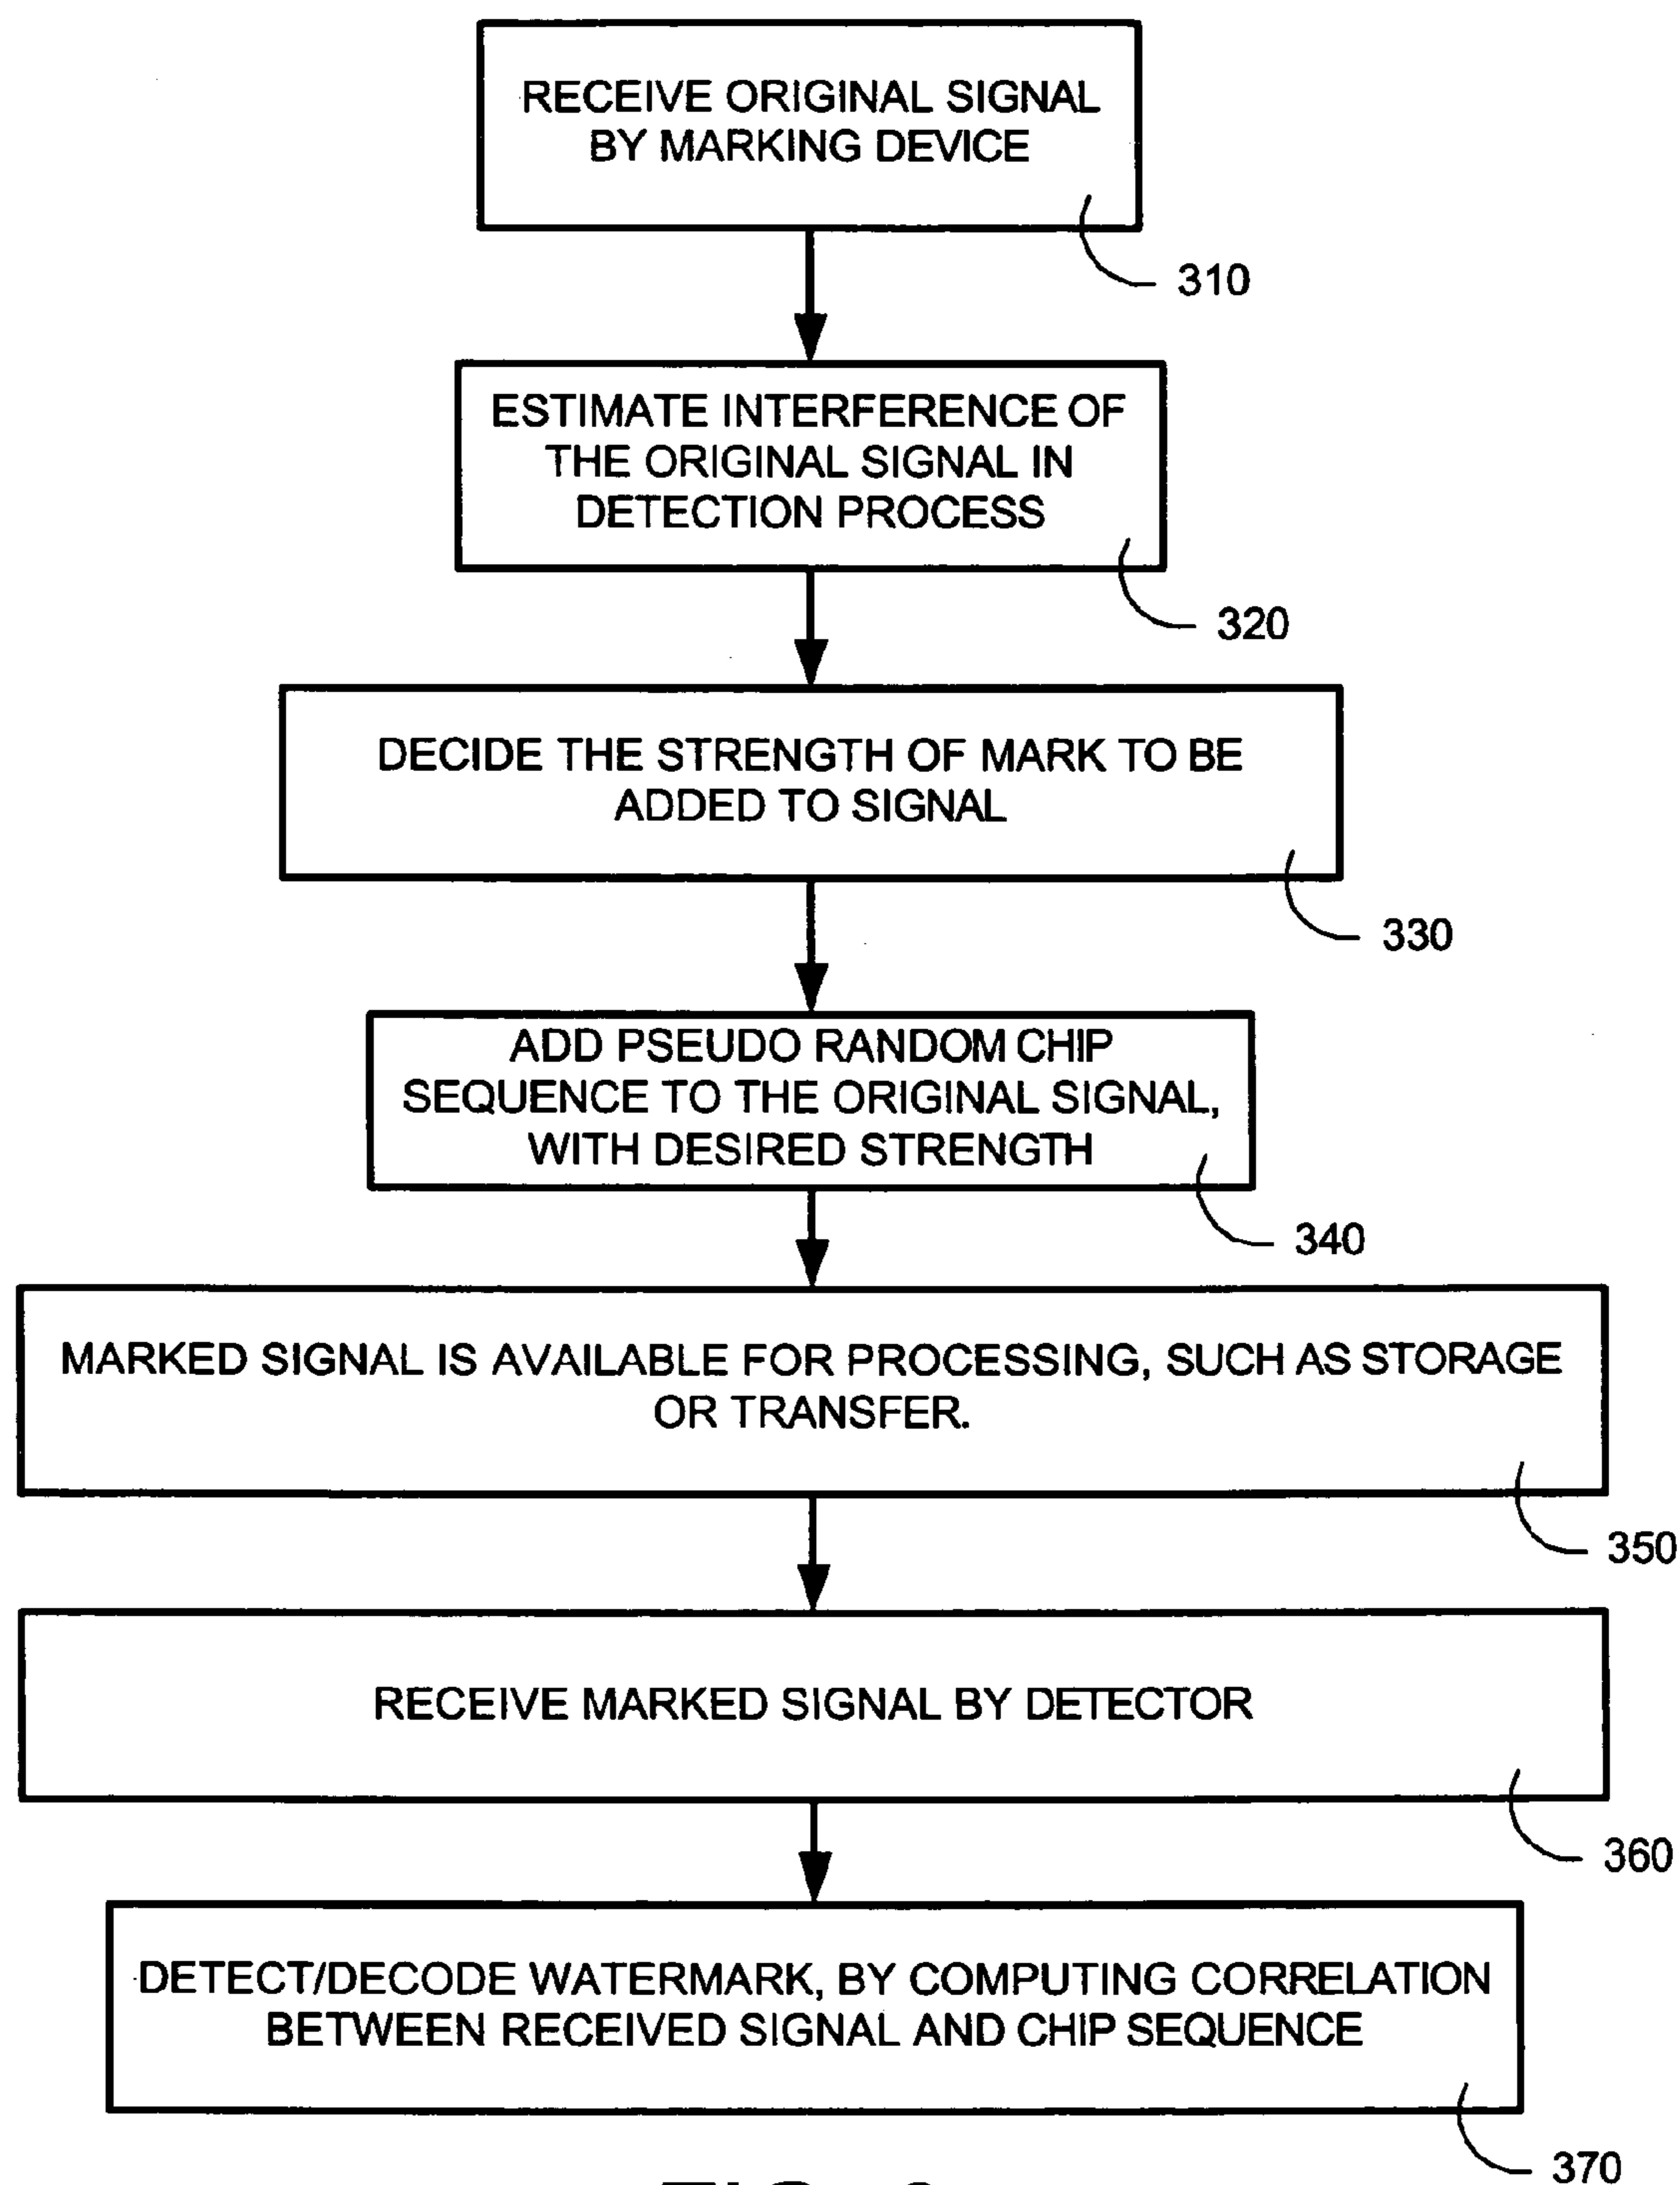 RECEIVE ORIGINAL SIGNAL
BY MARKING DEVICE
310
ESTIMATE INTERFERENCE OF
THE ORIGINAL SIGNAL IN
DETECTION PROCESS
320
DECIDE THE STRENGTH OF MARK TO BE
ADDED TO SIGNAL
330
ADD PSEUDO RANDOM CHIP
SEQUENCE TO THE ORIGINAL SIGNAL,
WITH DESIRED STRENGTH
340
MARKED SIGNAL IS AVAILABLE FOR PROCESSING, SUCH AS STORAGE
OR TRANSFER.
350
RECEIVE MARKED SIGNAL BY DETECTOR
360
DETECT/DECODE WATERMARK, BY COMPUTING CORRELATION
BETWEEN RECEIVED SIGNAL AND CHIP SEQUENCE
370